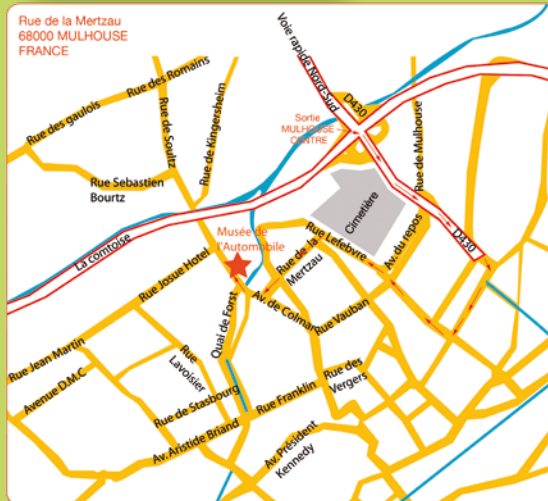 Rue de la Mertzau
68000 MULHOUSE
FRANCE
Voie rapide Nord-Sud
D430
Rue des Romains
Rue des gaulois
Rue de Soultz
Rue de Kingersheim
Sortie
MULHOUSE
CENTRE
Rue de Mulhouse
Rue Sebastien
Bourtz
Cimetière
La comtoise
Musée de
l'Automobile
Rue Lefebvre
Av. du repos
D430
Rue de la
Mertzau
Rue Josue Hotel
Quai de Forst
Av. de Colmar
Rue Vauban
Rue Jean Martin
Rue
Lavoisier
Avenue D.M.C
Rue des
Vergers
Rue de Stasbourg
Rue Franklin
Av. Aristide Briand
Av. Président
Kennedy